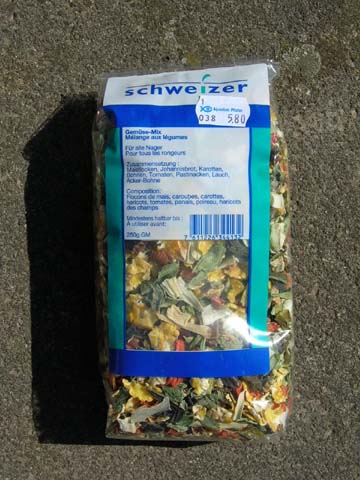 schweizer
1
038
5.80
Gemüse-Mix
Mélange aux légumes
Für alle Nager
Pour tous les rongeurs
Zusammensetzung:
Maisflocken, Johannisbrot, Karotten,
Bohnen, Tomaten, Pastinacken, Lauch,
Acker-Bohne
Composition:
Flocons de maïs, caroubes, carottes,
haricots, tomates, panais, poireau, haricots
des champs
Mindestens haltbar bis:
A utiliser avant:
250g GM